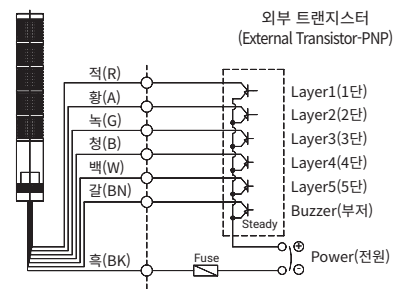 외부 트랜지스터
(External Transistor-PNP)
적(R)
황(A)
녹(G)
청(B)
백(W)
갈(BN)
흑(BK)
Layer1(1단)
Layer2(2단)
Layer3(3단)
Layer4(4단)
Layer5(5단)
Buzzer(부저)
Steady
Fuse
Power(전원)
⊕
⊖